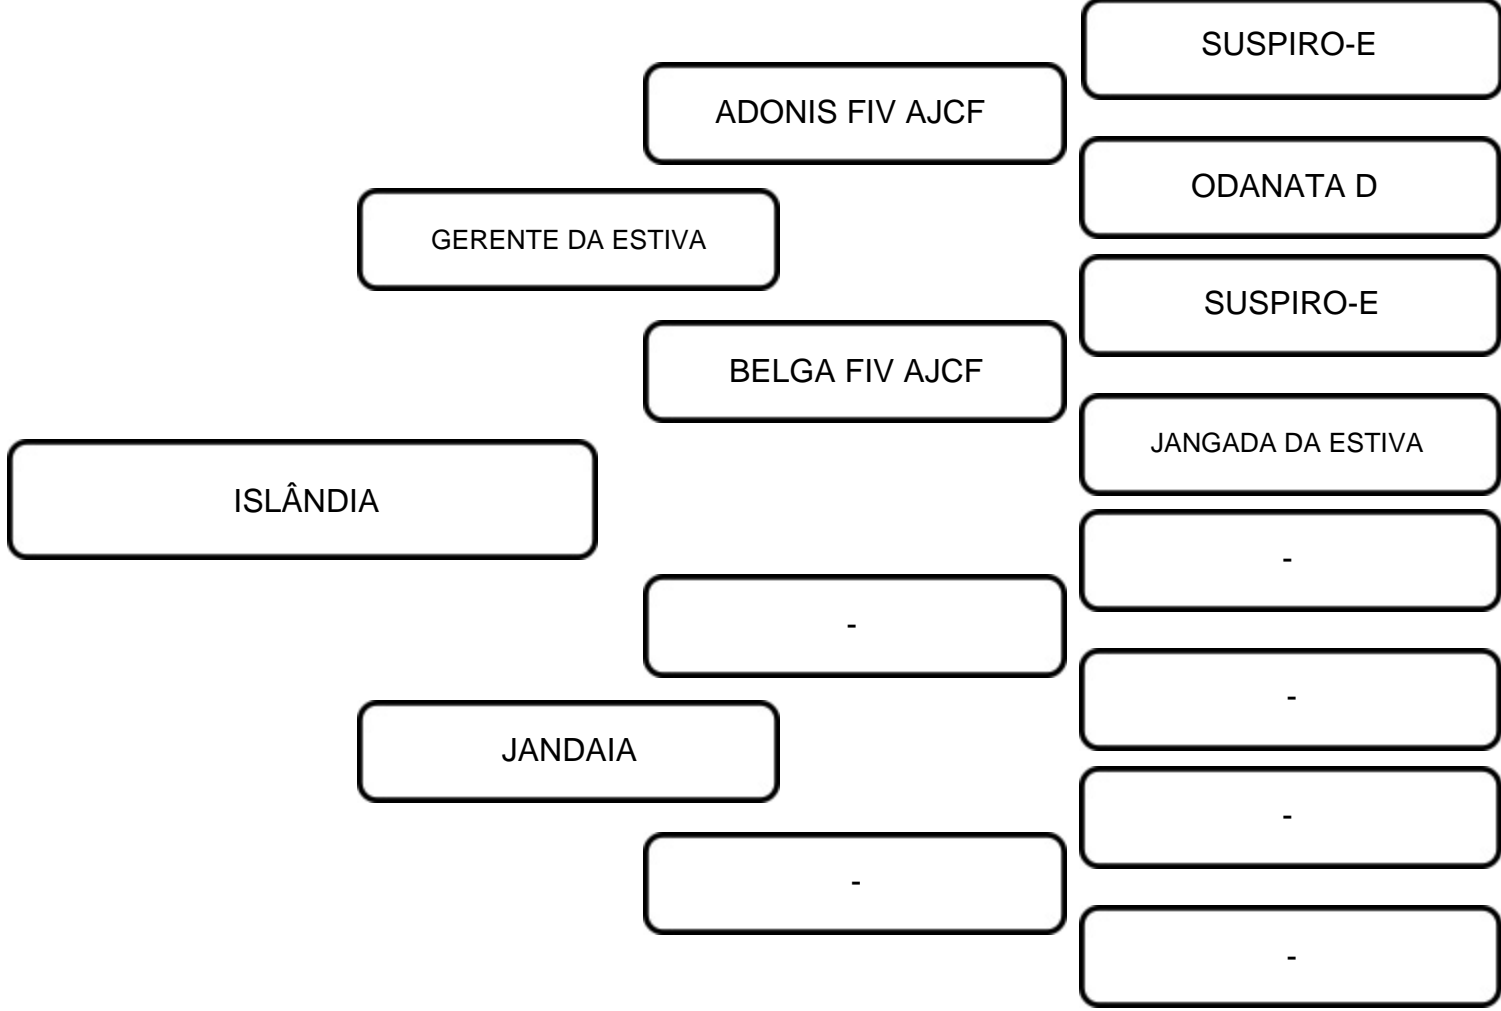 SUSPIRO-E
ADONIS FIV AJCF
ODANATA D
GERENTE DA ESTIVA
SUSPIRO-E
BELGA FIV AJCF
JANGADA DA ESTIVA
ISLÂNDIA
-
-
-
JANDAIA
-
-
-